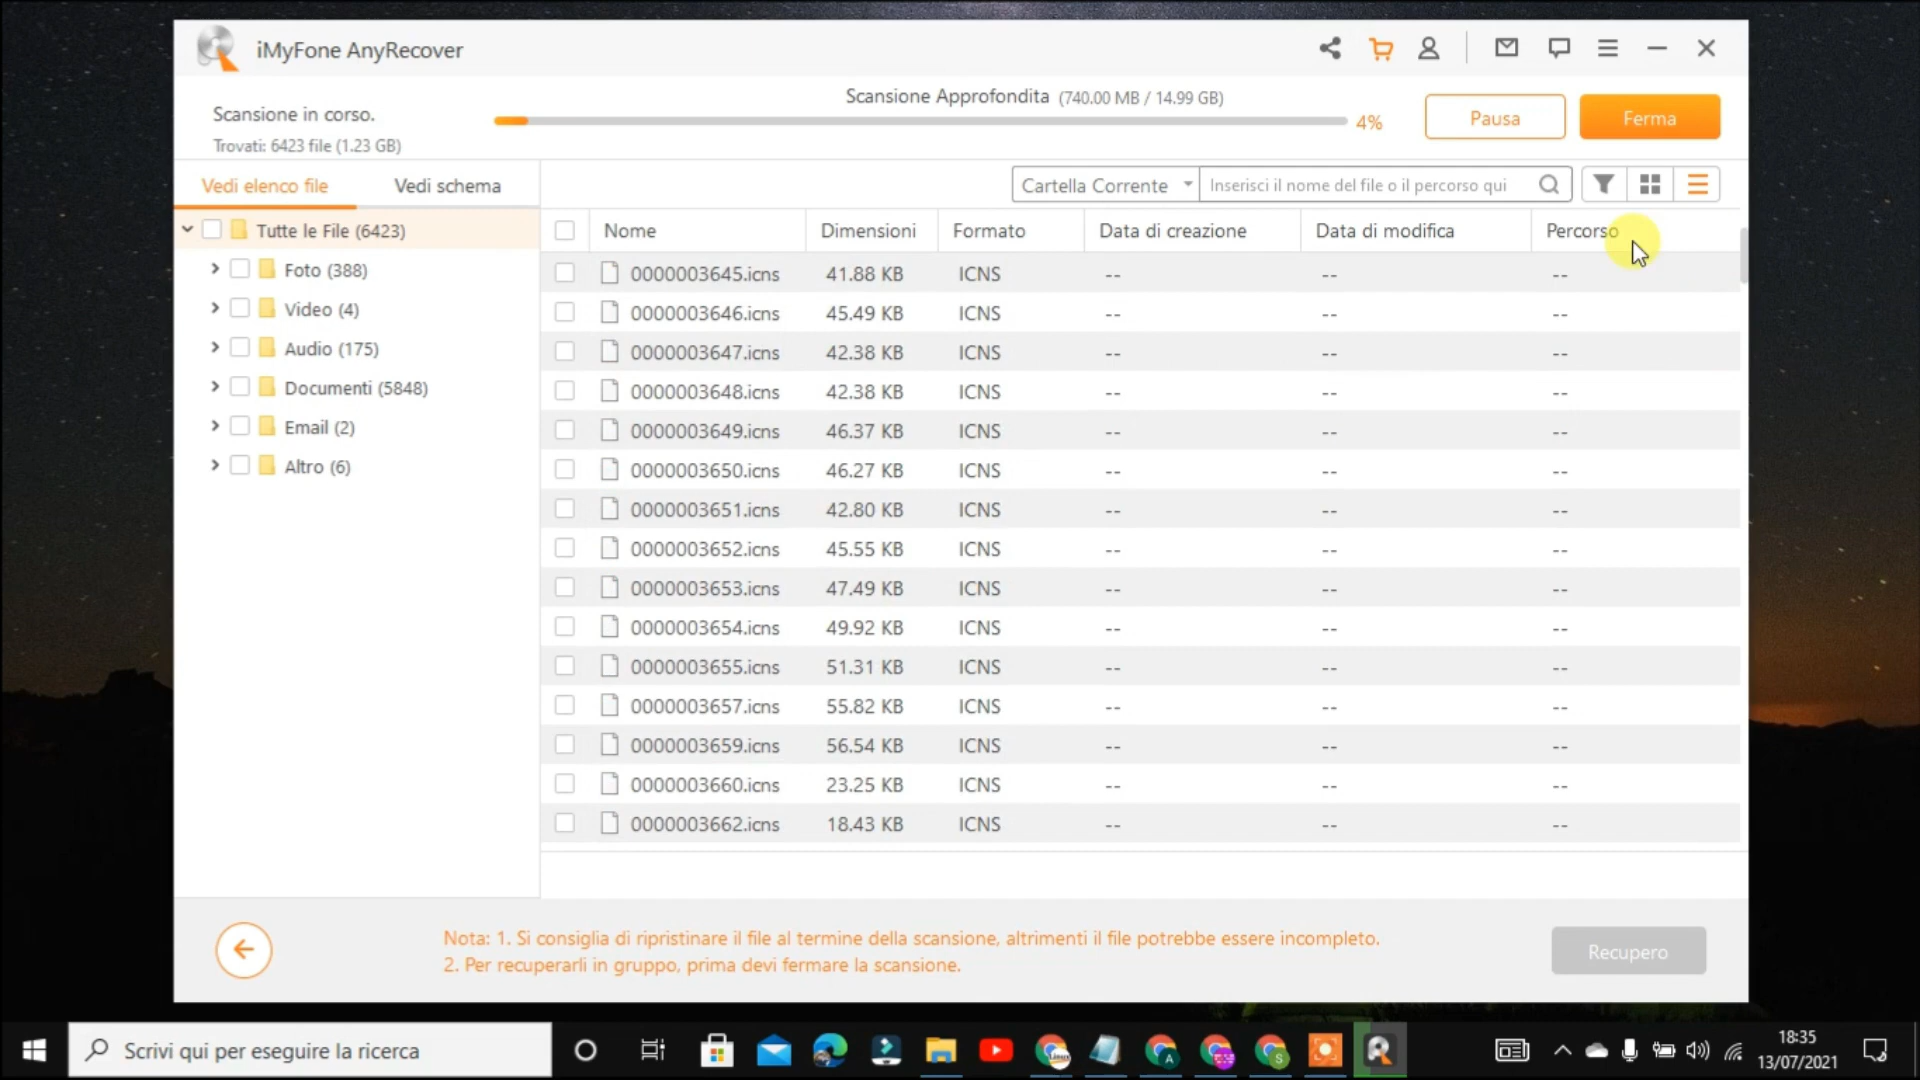 iMyFone AnyRecover
Scansione in corso.
Trovati: 6423 file (1.23 GB)
Scansione Approfondita (740.00 MB / 14.99 GB)
4%
Pausa
Ferma
Vedi elenco file
Vedi schema
Cartella Corrente
Inserisci il nome del file o il percorso qui
Tutte le File (6423)
Foto (388)
Video (4)
Audio (175)
Documenti (5848)
Email (2)
Altro (6)
Nome Dimensioni Formato Data di creazione Data di modifica Percorso
0000003645.icns 41.88 KB ICNS -- -- --
0000003646.icns 45.49 KB ICNS -- -- --
0000003647.icns 42.38 KB ICNS -- -- --
0000003648.icns 42.38 KB ICNS -- -- --
0000003649.icns 46.37 KB ICNS -- -- --
0000003650.icns 46.27 KB ICNS -- -- --
0000003651.icns 42.80 KB ICNS -- -- --
0000003652.icns 45.55 KB ICNS -- -- --
0000003653.icns 47.49 KB ICNS -- -- --
0000003654.icns 49.92 KB ICNS -- -- --
0000003655.icns 51.31 KB ICNS -- -- --
0000003657.icns 55.82 KB ICNS -- -- --
0000003659.icns 56.54 KB ICNS -- -- --
0000003660.icns 23.25 KB ICNS -- -- --
0000003662.icns 18.43 KB ICNS -- -- --
Nota: 1. Si consiglia di ripristinare il file al termine della scansione, altrimenti il file potrebbe essere incompleto.
2. Per recuperarli in gruppo, prima devi fermare la scansione.
Recupero
Scrivi qui per eseguire la ricerca
18:35
13/07/2021